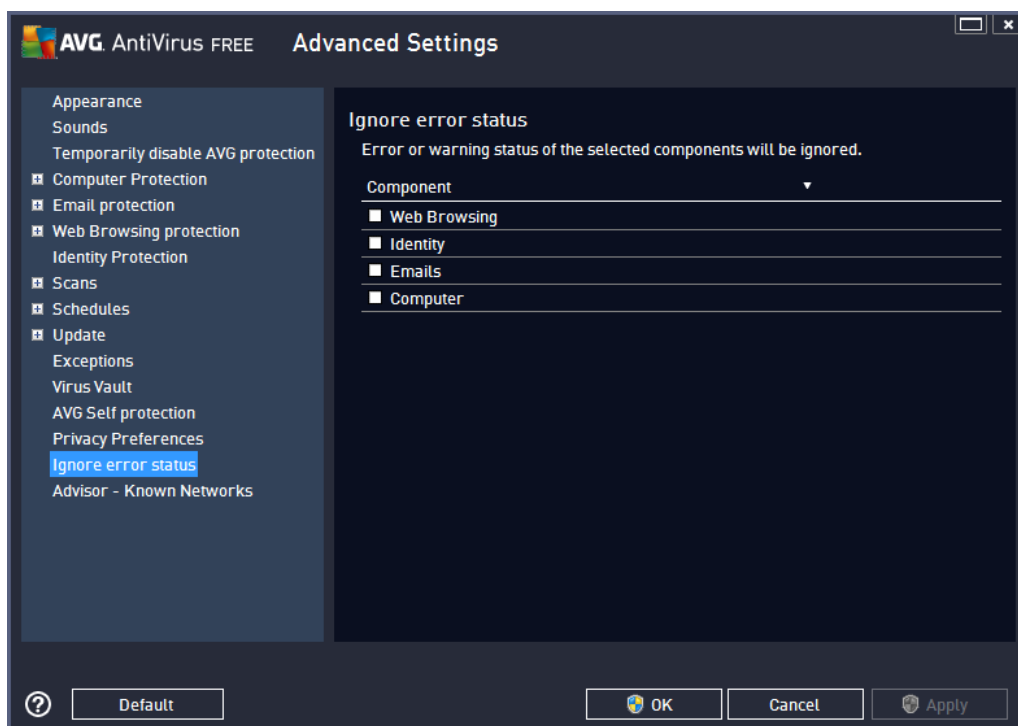 AVG. AntiVirus FREE Advanced Settings
Appearance
Sounds
Temporarily disable AVG protection
Computer Protection
Email protection
Web Browsing protection
Identity Protection
Scans
Schedules
Update
Exceptions
Virus Vault
AVG Self protection
Privacy Preferences
Ignore error status
Advisor - Known Networks
Ignore error status
Error or warning status of the selected components will be ignored.
Component
Web Browsing
Identity
Emails
Computer
Default
OK
Cancel
Apply